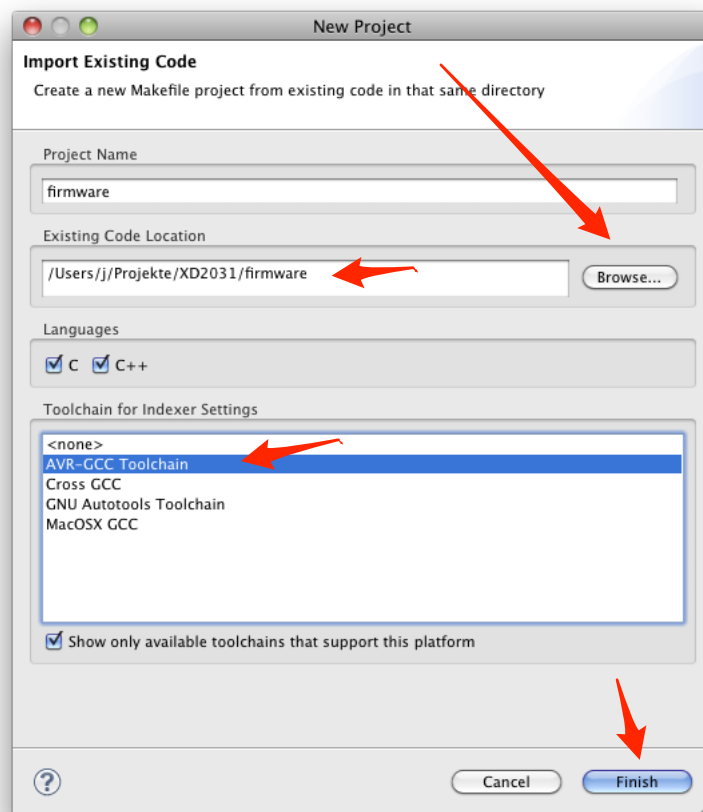 New Project
Import Existing Code
Create a new Makefile project from existing code in that same directory
Project Name
firmware
Existing Code Location
/Users/j/Projekte/XD2031/firmware
Browse...
Languages
C C++
Toolchain for Indexer Settings
<none>
AVR-GCC Toolchain
Cross GCC
GNU Autotools Toolchain
MacOSX GCC
Show only available toolchains that support this platform
? Cancel Finish